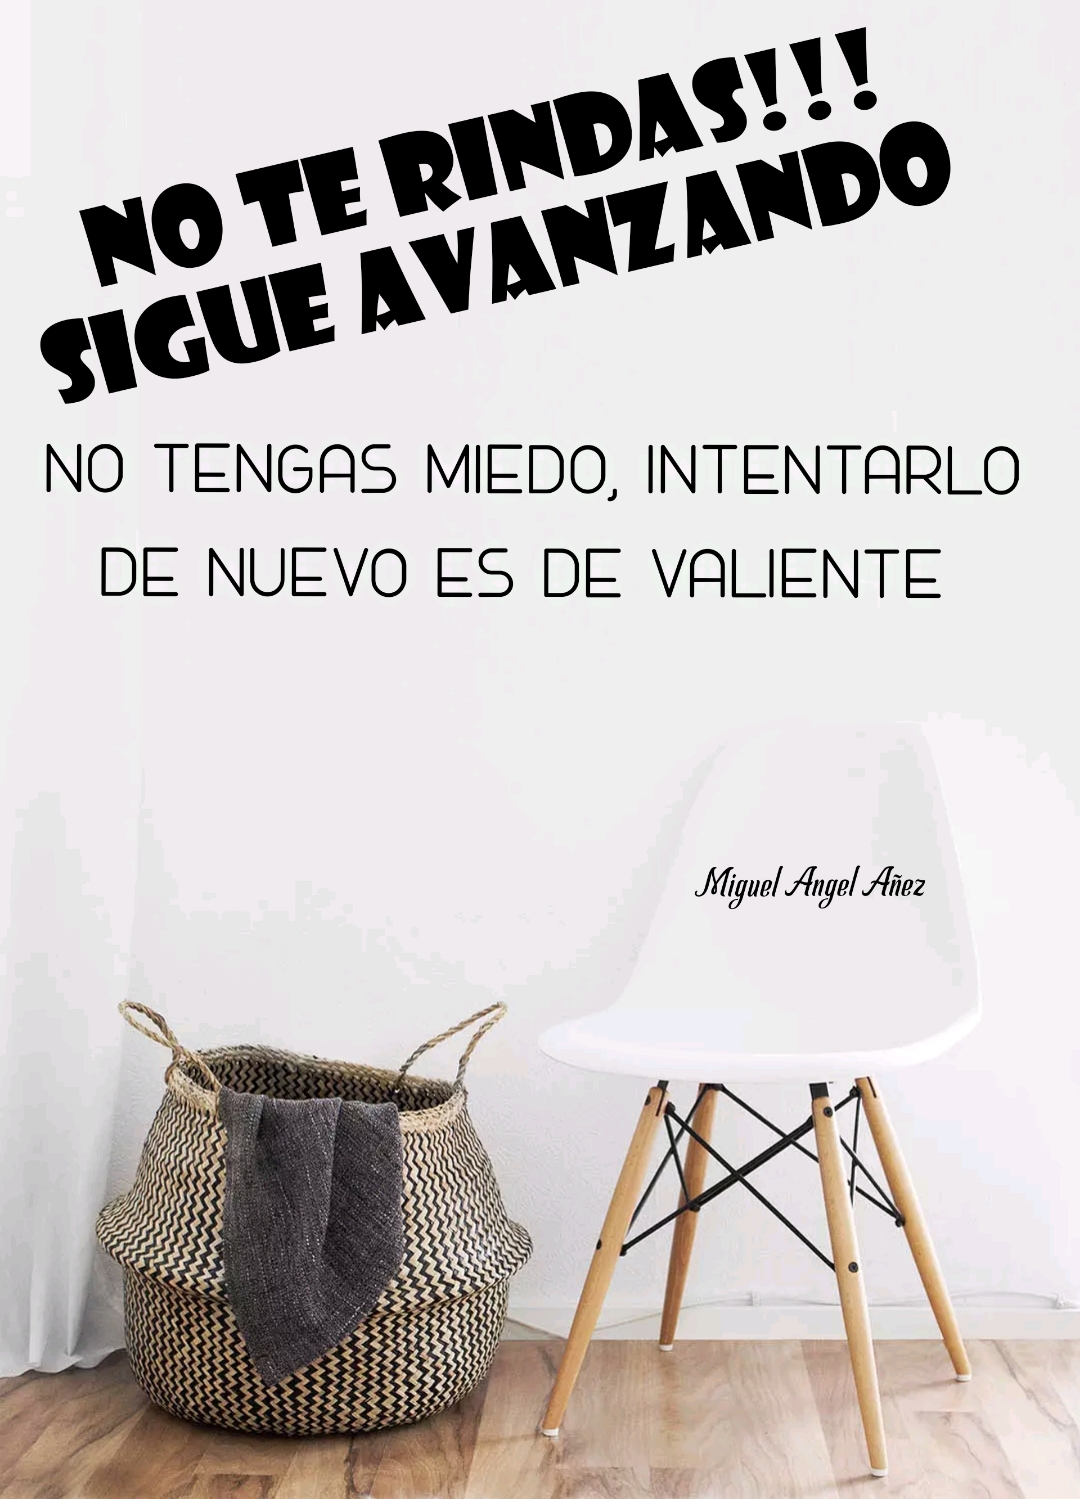 NO TE RINDAS!!!
SIGUE AVANZANDO
NO TENGAS MIEDO, INTENTARLO
DE NUEVO ES DE VALIENTE
Miguel Angel Añez